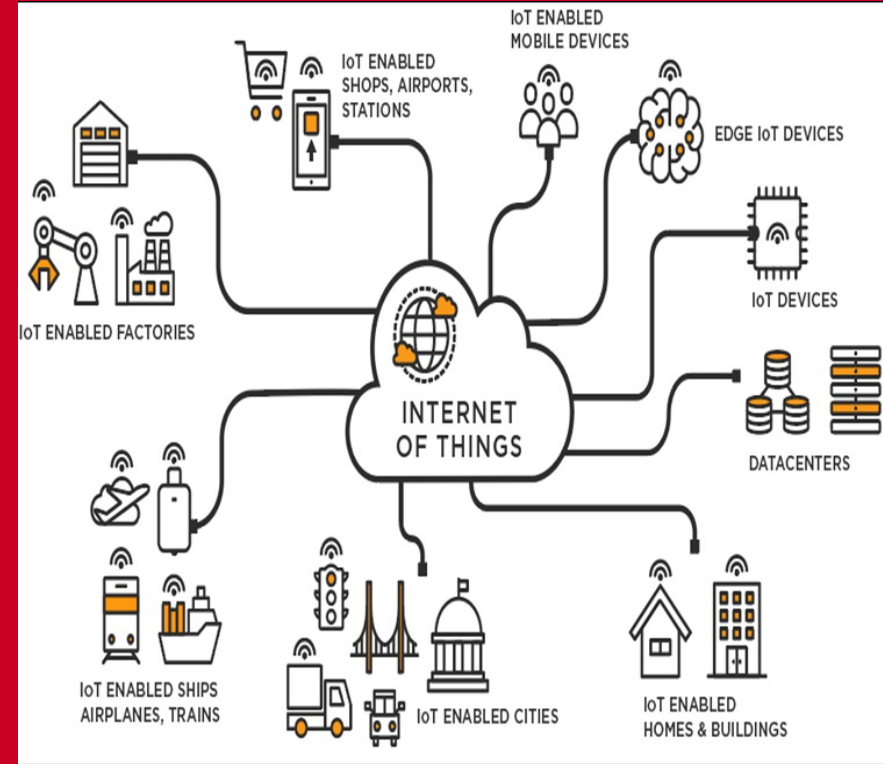 IoT ENABLED
MOBILE DEVICES
IoT ENABLED
SHOPS, AIRPORTS,
STATIONS
EDGE IoT DEVICES
IoT DEVICES
IoT ENABLED FACTORIES
INTERNET
OF THINGS
DATACENTERS
IoT ENABLED SHIPS
AIRPLANES, TRAINS
IoT ENABLED CITIES
IoT ENABLED
HOMES & BUILDINGS